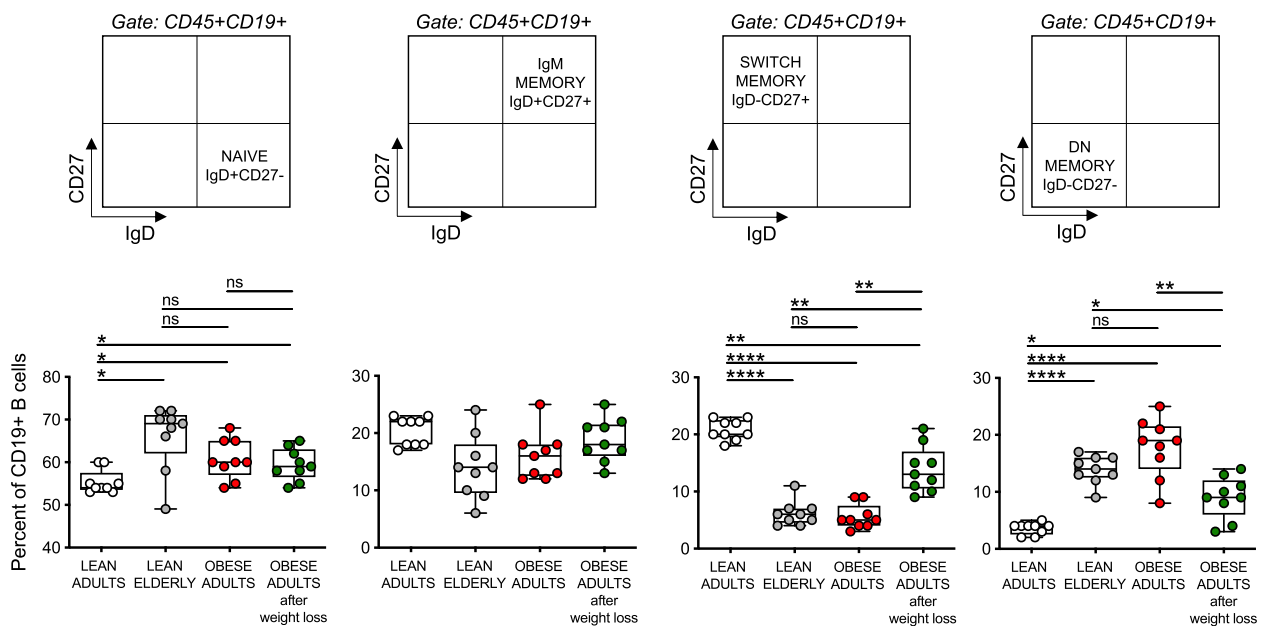 Gate: CD45+CD19+
Gate: CD45+CD19+
Gate: CD45+CD19+
Gate: CD45+CD19+
NAIVE
IgD+CD27-
CD27
IgD
IgM
MEMORY
IgD+CD27+
CD27
IgD
SWITCH
MEMORY
IgD-CD27+
CD27
IgD
DN
MEMORY
IgD-CD27-
CD27
IgD
Percent of CD19+ B cells
ns
ns
ns
*
*
*
80
70
60
50
40
LEAN
ADULTS
LEAN
ELDERLY
OBESE
ADULTS
OBESE
ADULTS
after
weight loss
30
20
10
0
LEAN
ADULTS
LEAN
ELDERLY
OBESE
ADULTS
OBESE
ADULTS
after
weight loss
**
**
ns
**
****
****
30
20
10
0
LEAN
ADULTS
LEAN
ELDERLY
OBESE
ADULTS
OBESE
ADULTS
after
weight loss
**
*
ns
*
****
****
30
20
10
0
LEAN
ADULTS
LEAN
ELDERLY
OBESE
ADULTS
OBESE
ADULTS
after
weight loss